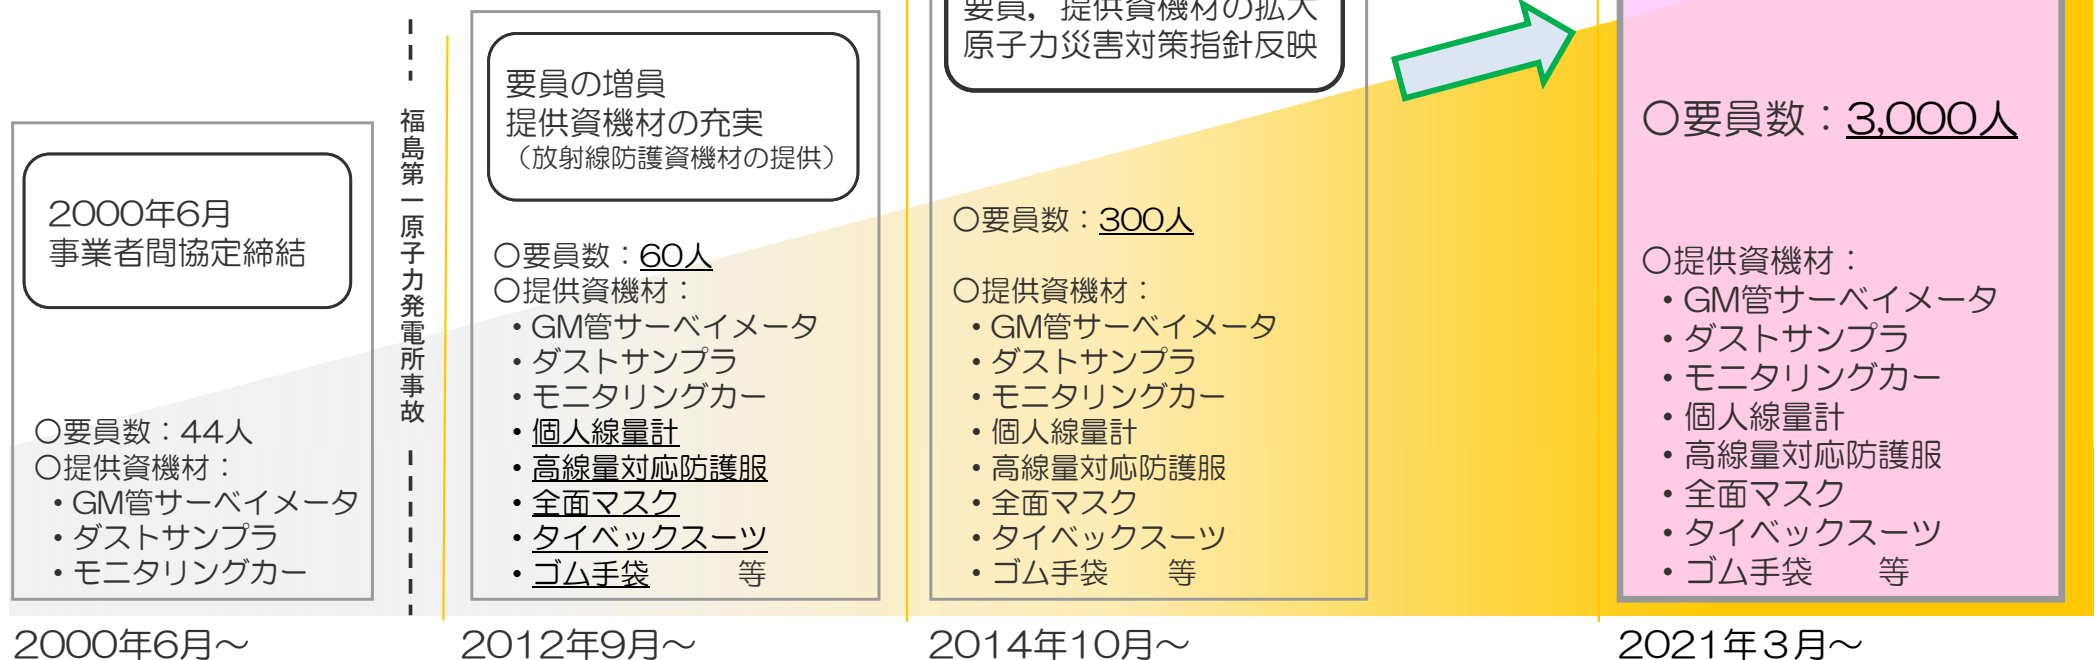 2000年6月
事業者間協定締結
○要員数：44人
○提供資機材：
・GM管サーベイメータ
・ダストサンプラ
・モニタリングカー
2000年6月～
福島第一原子力発電所事故
要員の増員
提供資機材の充実
（放射線防護資機材の提供）
○要員数：60人
○提供資機材：
・GM管サーベイメータ
・ダストサンプラ
・モニタリングカー
・個人線量計
・高線量対応防護服
・全面マスク
・タイベックスーツ
・ゴム手袋　　　等
2012年9月～
要員，提供資機材の拡大
原子力災害対策指針反映
○要員数：300人
○提供資機材：
・GM管サーベイメータ
・ダストサンプラ
・モニタリングカー
・個人線量計
・高線量対応防護服
・全面マスク
・タイベックスーツ
・ゴム手袋　　等
2014年10月～
○要員数：3,000人
○提供資機材：
・GM管サーベイメータ
・ダストサンプラ
・モニタリングカー
・個人線量計
・高線量対応防護服
・全面マスク
・タイベックスーツ
・ゴム手袋　　等
2021年３月～